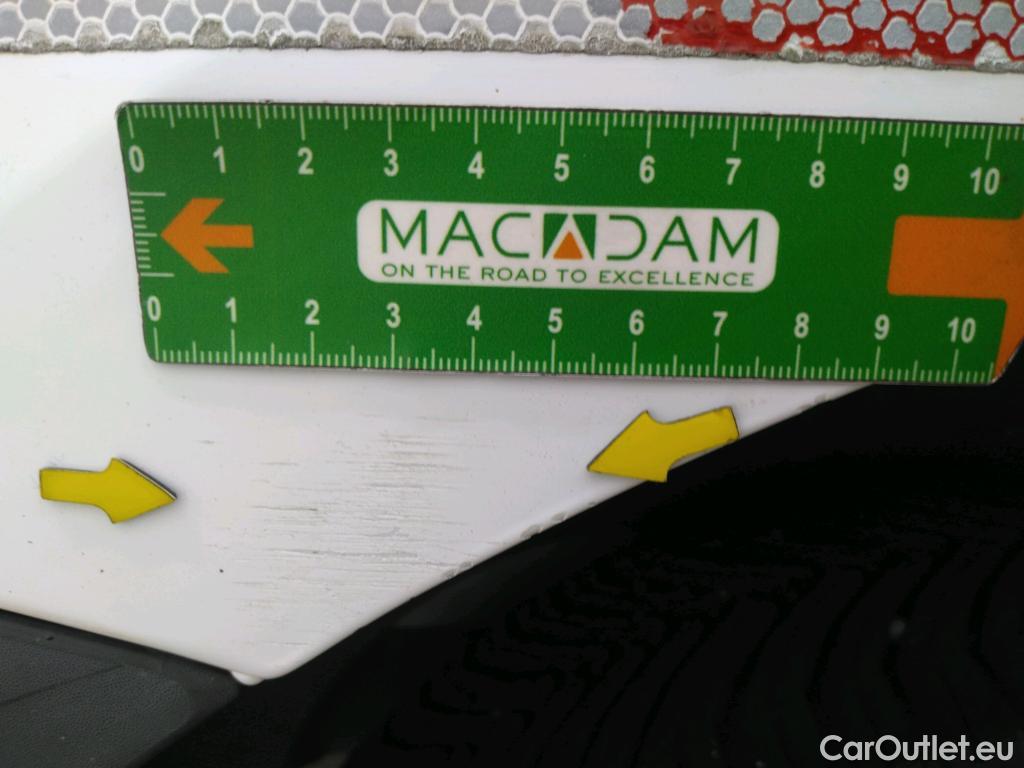 0 1 2 3 4 5 6 7 8 9 10
MACADAM
ON THE ROAD TO EXCELLENCE
0 1 2 3 4 5 6 7 8 9 10
CarOutlet.eu